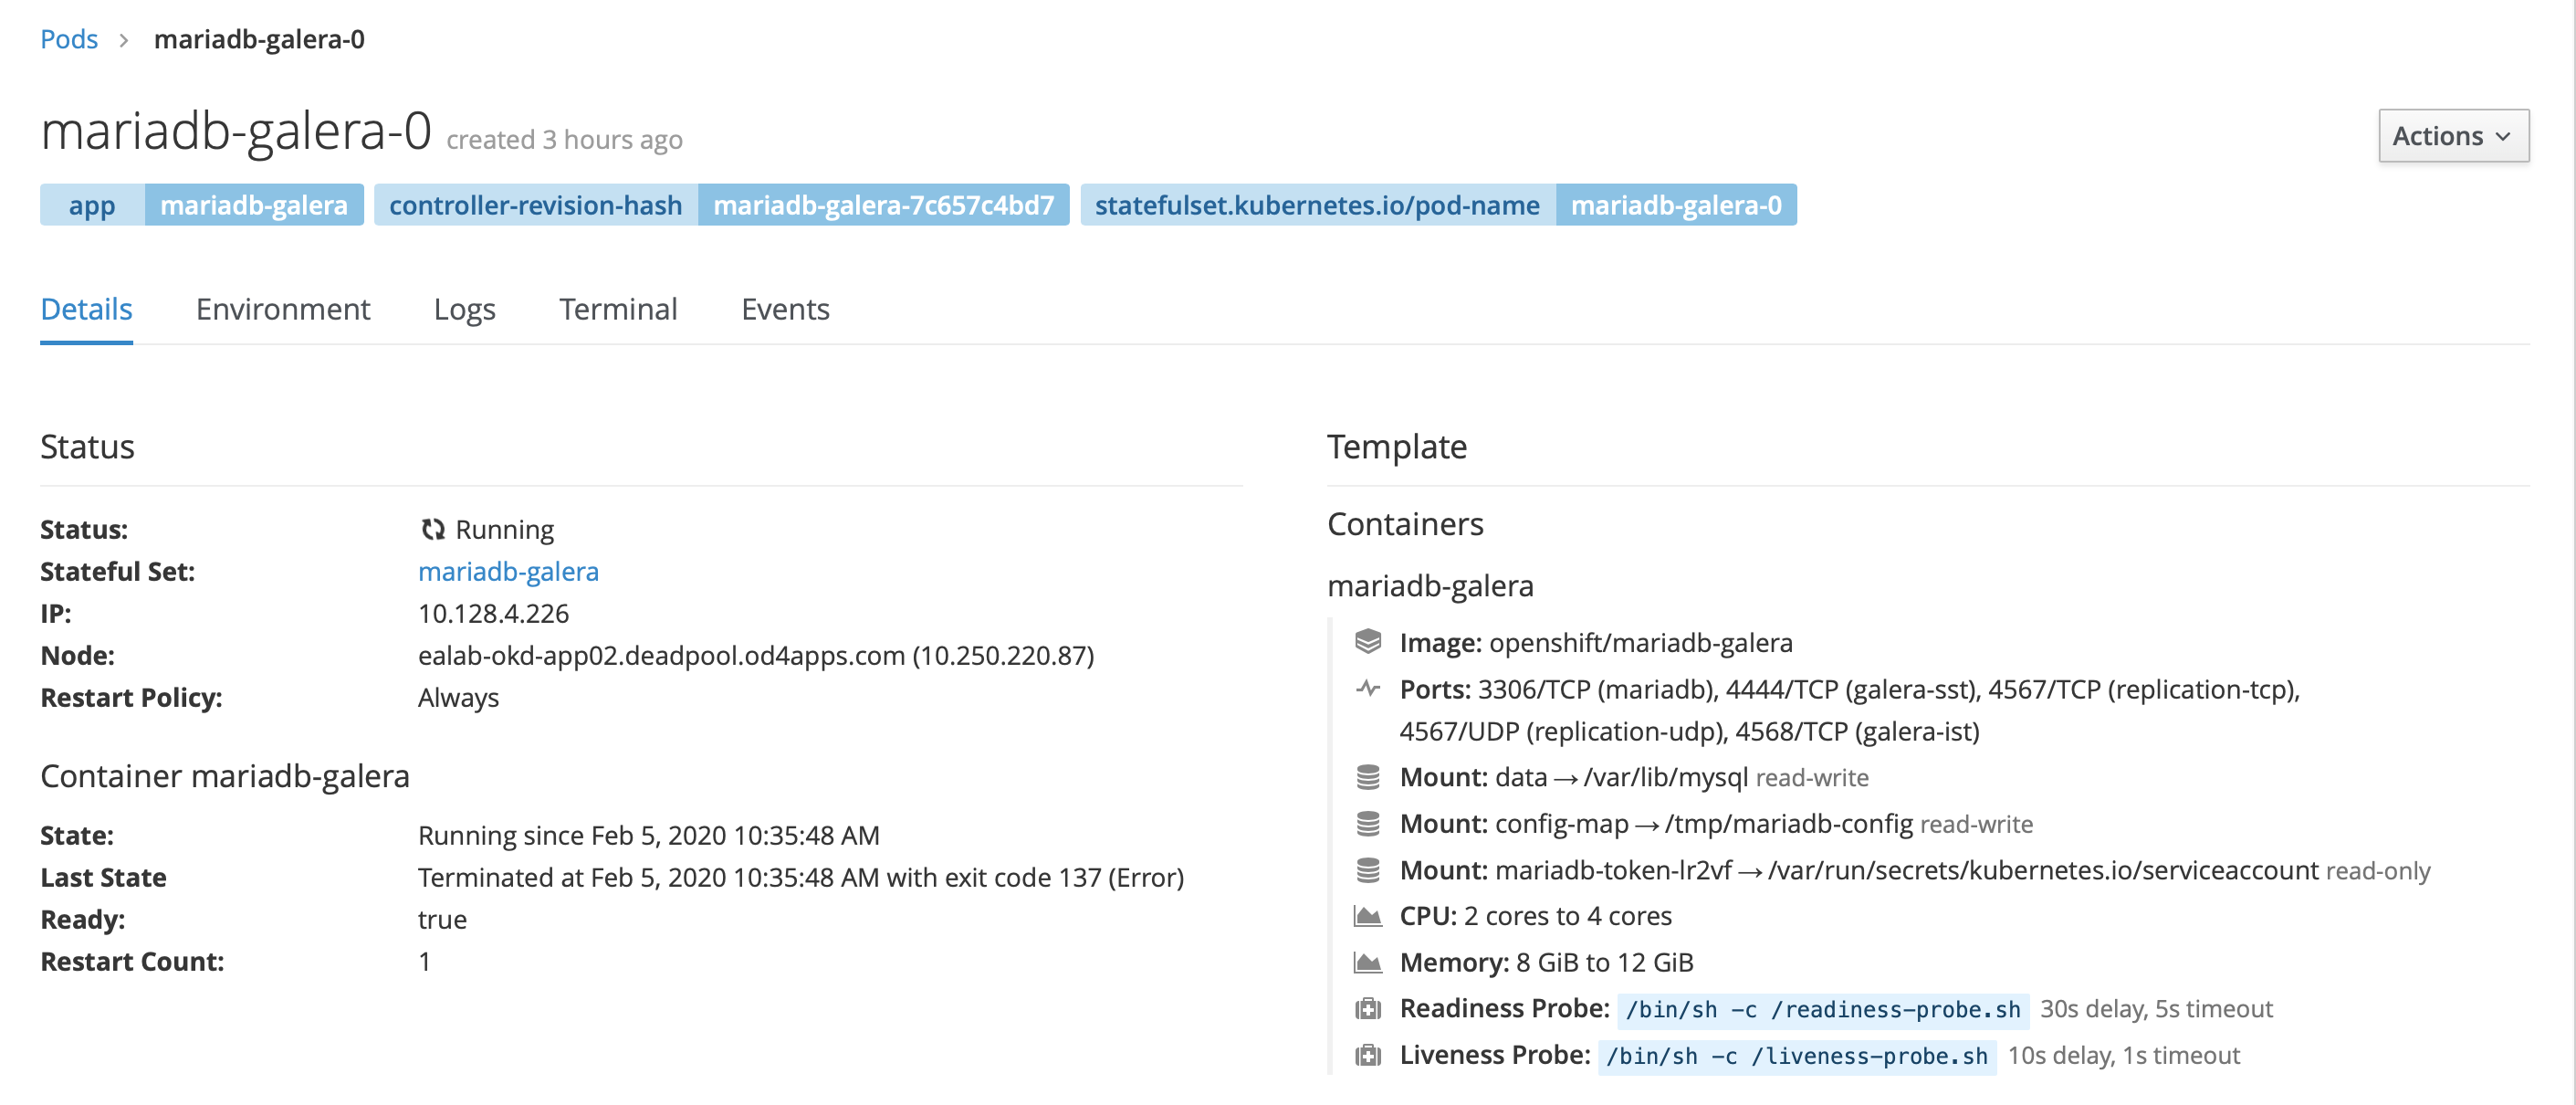 Pods > mariadb-galera-0
mariadb-galera-0 created 3 hours ago
Actions
app mariadb-galera controller-revision-hash mariadb-galera-7c657c4bd7 statefulset.kubernetes.io/pod-name mariadb-galera-0
Details Environment Logs Terminal Events
Status
Status: Running
Stateful Set: mariadb-galera
IP: 10.128.4.226
Node: ealab-okd-app02.deadpool.od4apps.com (10.250.220.87)
Restart Policy: Always
Container mariadb-galera
State: Running since Feb 5, 2020 10:35:48 AM
Last State Terminated at Feb 5, 2020 10:35:48 AM with exit code 137 (Error)
Ready: true
Restart Count: 1
Template
Containers
mariadb-galera
Image: openshift/mariadb-galera
Ports: 3306/TCP (mariadb), 4444/TCP (galera-sst), 4567/TCP (replication-tcp),
4567/UDP (replication-udp), 4568/TCP (galera-ist)
Mount: data → /var/lib/mysql read-write
Mount: config-map → /tmp/mariadb-config read-write
Mount: mariadb-token-lr2vf → /var/run/secrets/kubernetes.io/serviceaccount read-only
CPU: 2 cores to 4 cores
Memory: 8 GiB to 12 GiB
Readiness Probe: /bin/sh -c /readiness-probe.sh 30s delay, 5s timeout
Liveness Probe: /bin/sh -c /liveness-probe.sh 10s delay, 1s timeout